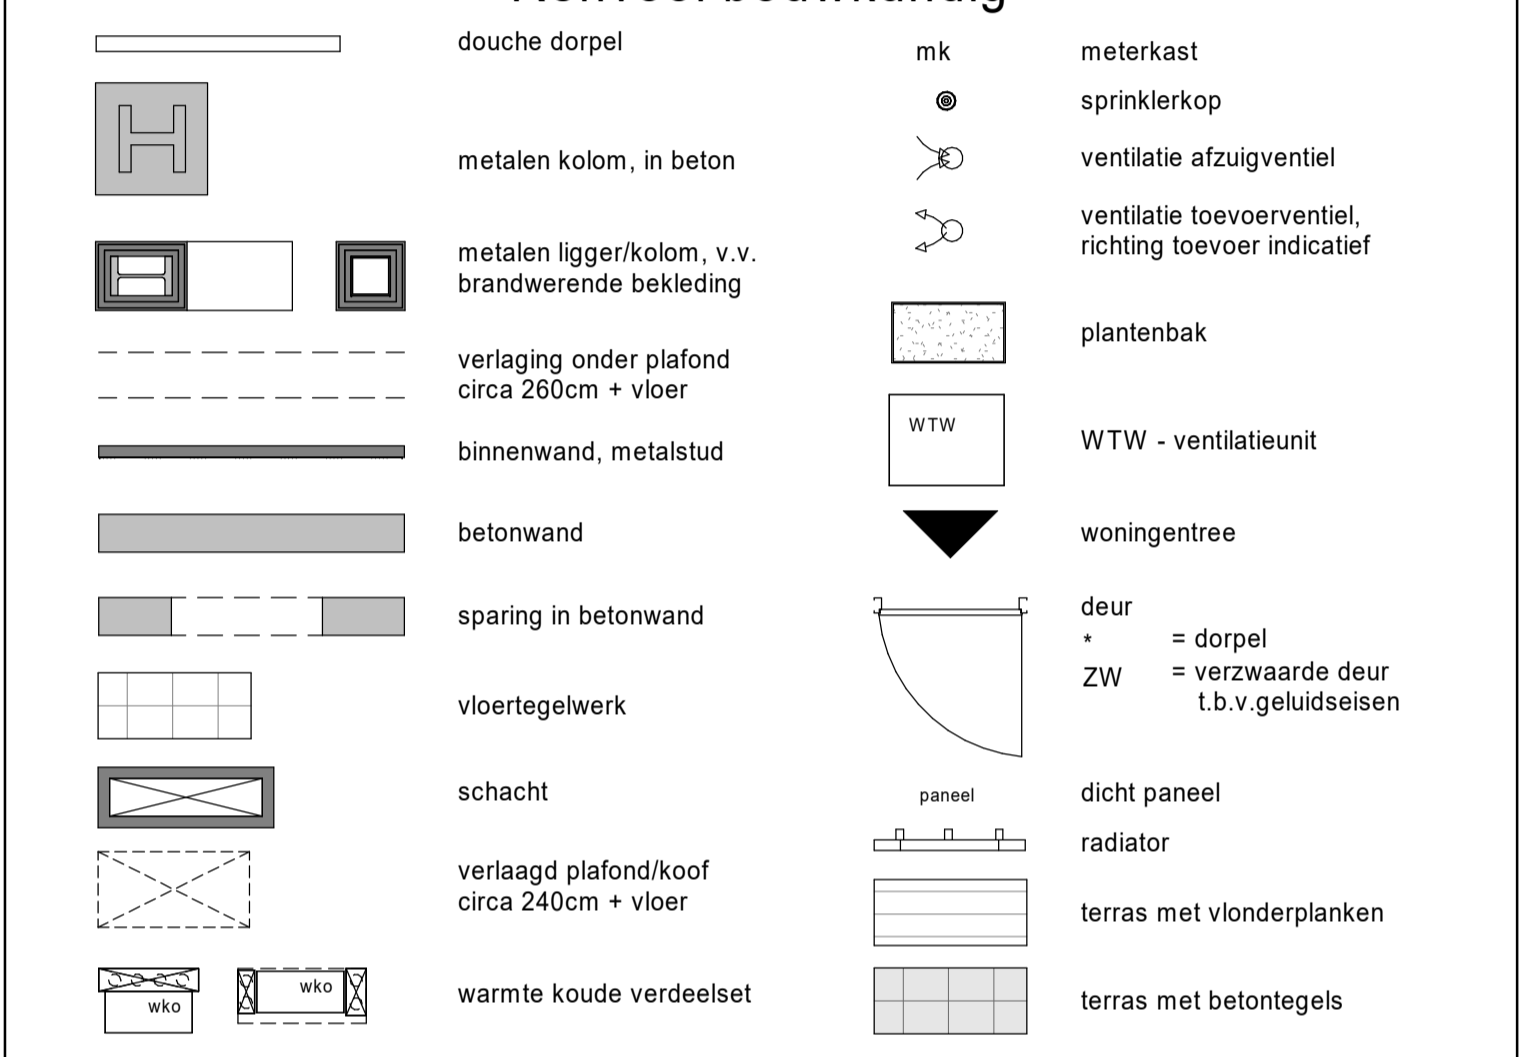 bouwkundig
douche dorpel
metalen kolom, in beton
metalen ligger/kolom, v.v.
brandwerende bekleding
verlaging onder plafond
circa 260cm + vloer
binnenwand, metalstud
betonwand
sparing in betonwand
vloertegelwerk
schacht
verlaagd plafond/koof
circa 240cm + vloer
wko
wko
warmte koude verdeelset
mk
meterkast
sprinklerkop
ventilatie afzuigventiel
ventilatie toevoerventiel,
richting toevoer indicatief
plantenbak
WTW
WTW - ventilatieunit
woningentree
deur
* = dorpel
ZW = verzwaarde deur
t.b.v.geluidseisen
paneel
dicht paneel
radiator
terras met vlonderplanken
terras met betontegels